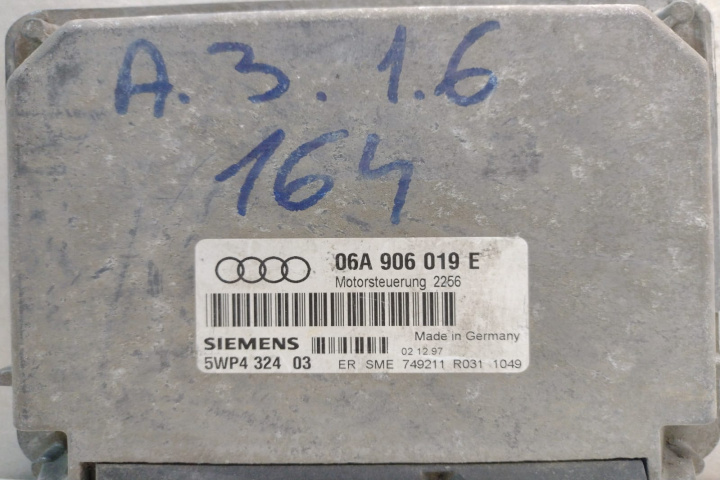 A.3.1.6
164
06A 906 019 E
Motorsteuerung 2256
SIEMENS
Made in Germany
02 12 97
5WP4 324 03
ER SME 749211 R031 1049